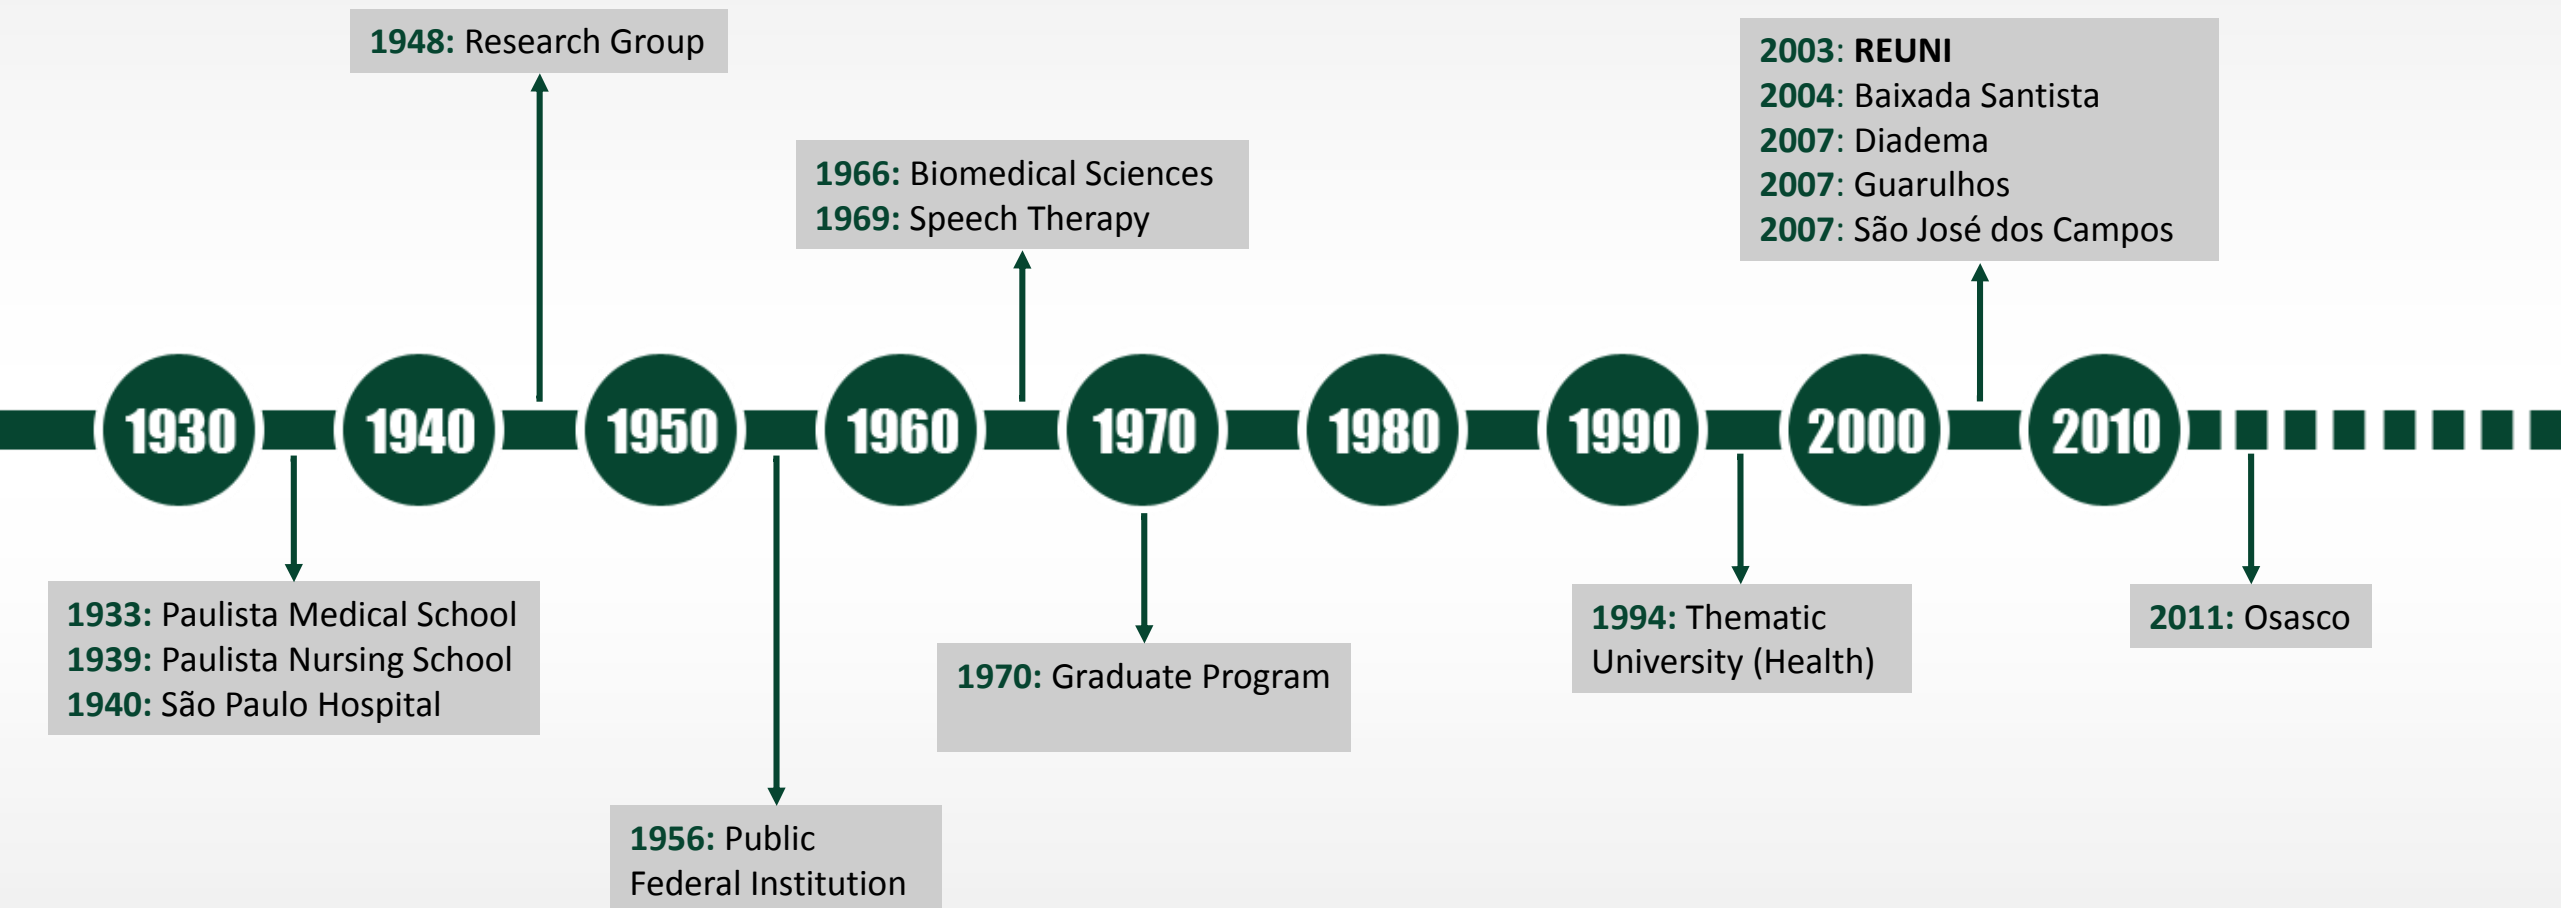 1948: Research Group
2003: REUNI
2004: Baixada Santista
2007: Diadema
2007: Guarulhos
2007: São José dos Campos
1966: Biomedical Sciences
1969: Speech Therapy
1930
1940
1950
1960
1970
1980
1990
2000
2010
1933: Paulista Medical School
1939: Paulista Nursing School
1940: São Paulo Hospital
1970: Graduate Program
1994: Thematic
University (Health)
2011: Osasco
1956: Public
Federal Institution